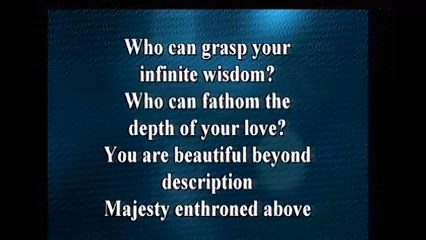 Who can grasp your
infinite wisdom?
Who can fathom the
depth of your love?
You are beautiful beyond
description
Majesty enthroned above